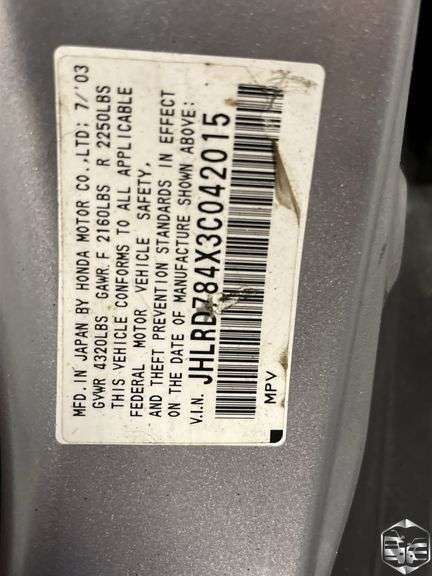 MFD. IN JAPAN BY HONDA MOTOR CO.,LTD: 7/'03
GVWR 4320LBS GAWR. F 2160LBS R 2250LBS
THIS VEHICLE CONFORMS TO ALL APPLICABLE
FEDERAL MOTOR VEHICLE SAFETY,
AND THEFT PREVENTION STANDARDS IN EFFECT
ON THE DATE OF MANUFACTURE SHOWN ABOVE:
V.I.N. JHLRD784X3C042015
MPV